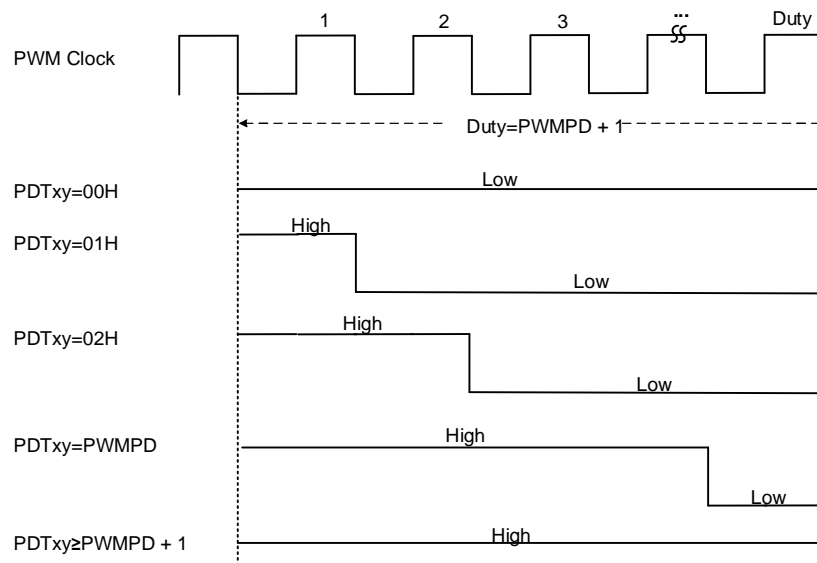 1 2 3 ... Duty
PWM Clock
Duty=PWMPD + 1
PDTxy=00H Low
PDTxy=01H High
Low
PDTxy=02H High
Low
PDTxy=PWMPD High
Low
PDTxy≥PWMPD + 1 High